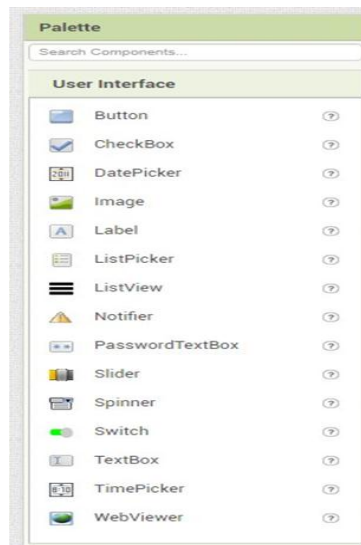 Palette
Search Components...
User Interface
Button
CheckBox
DatePicker
Image
Label
ListPicker
ListView
Notifier
PasswordTextBox
Slider
Spinner
Switch
TextBox
TimePicker
WebViewer